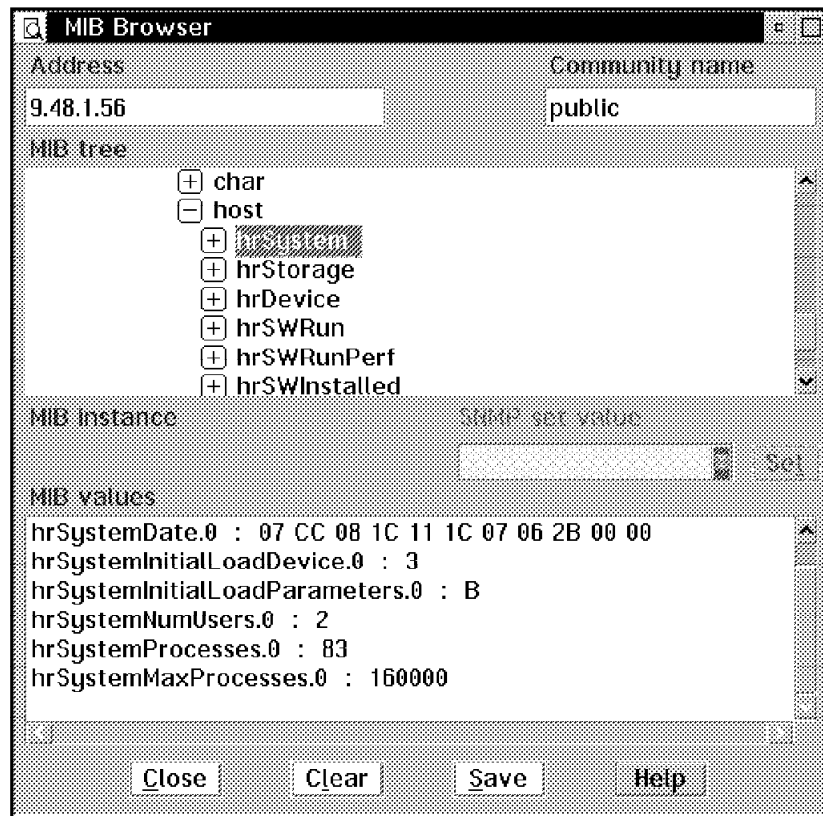 MIB Browser
Address Community name
9.48.1.56 public
MIB tree
char
host
hrSystem
hrStorage
hrDevice
hrSWRun
hrSWRunPerf
hrSWInstalled
MIB instance SNMP set value
Set
MIB values
hrSystemDate.0 : 07 CC 08 1C 11 1C 07 06 2B 00 00
hrSystemInitialLoadDevice.0 : 3
hrSystemInitialLoadParameters.0 : B
hrSystemNumUsers.0 : 2
hrSystemProcesses.0 : 83
hrSystemMaxProcesses.0 : 160000
Close Clear Save Help